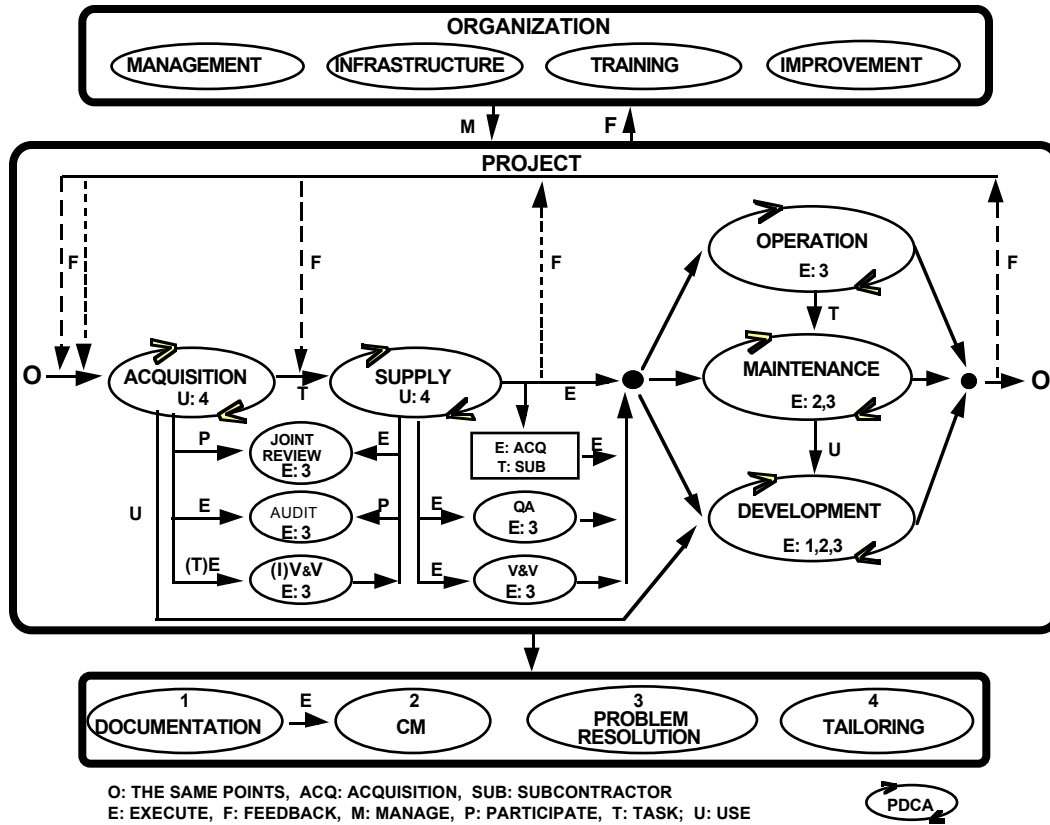 ORGANIZATION
MANAGEMENT
INFRASTRUCTURE
TRAINING
IMPROVEMENT
M
F
PROJECT
F
F
F
F
O
ACQUISITION
U: 4
T
SUPPLY
U: 4
E
OPERATION
E: 3
T
MAINTENANCE
E: 2,3
U
DEVELOPMENT
E: 1,2,3
O
P
JOINT
REVIEW
E: 3
E
E: ACQ
T: SUB
E
U
E
AUDIT
E: 3
P
E
QA
E: 3
(T)E
(I)V&V
E: 3
E
V&V
E: 3
1
DOCUMENTATION
E
2
CM
3
PROBLEM
RESOLUTION
4
TAILORING
O: THE SAME POINTS, ACQ: ACQUISITION, SUB: SUBCONTRACTOR
E: EXECUTE, F: FEEDBACK, M: MANAGE, P: PARTICIPATE, T: TASK; U: USE
PDCA